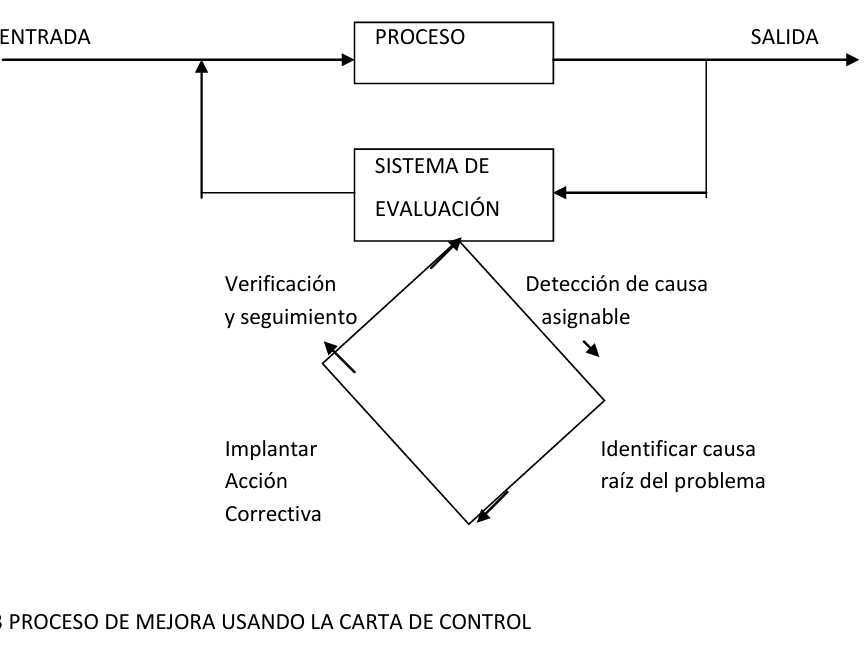 ENTRADA
PROCESO
SALIDA
SISTEMA DE
EVALUACIÓN
Verificación
y seguimiento
Detección de causa
asignable
Implantar
Acción
Correctiva
Identificar causa
raíz del problema
PROCESO DE MEJORA USANDO LA CARTA DE CONTROL